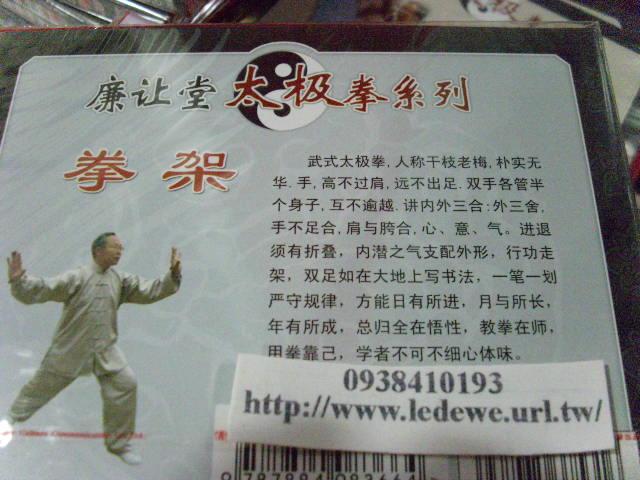 廉让堂太极拳系列
拳架
武式太极拳,人称干枝老梅,朴实无
华.手,高不过肩,远不出足.双手各管半
个身子,互不逾越.讲内外三合:外三舍,
手不足合,肩与胯合,心、意、气。进退
须有折叠，内潜之气支配外形，行功走
架，双足如在大地上写书法，一笔一划
严守规律，方能日有所进，月与所长，
年有所成，总归全在悟性，教拳在师，
用拳靠己，学者不可不细心体味。
0938410193
http://www.ledewe.url.tw/